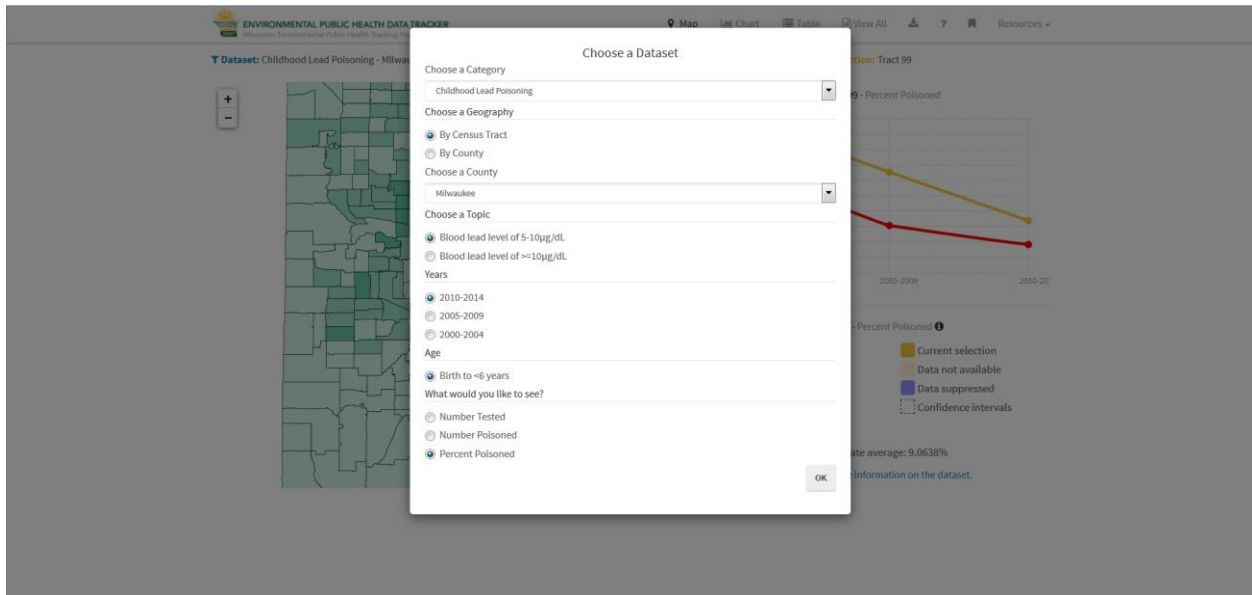 ENVIRONMENTAL PUBLIC HEALTH DATA TRACKER
Wisconsin Environmental Public Health Tracking
Map Chart Table View All ? Resources
Dataset: Childhood Lead Poisoning - Milwau
tion: Tract 99
+
−
9 - Percent Poisoned
2005-2009 2010-20
- Percent Poisoned
Current selection
Data not available
Data suppressed
Confidence intervals
ate average: 9.0638%
information on the dataset.
Choose a Dataset
Choose a Category
Childhood Lead Poisoning
Choose a Geography
By Census Tract
By County
Choose a County
Milwaukee
Choose a Topic
Blood lead level of 5-10µg/dL
Blood lead level of >=10µg/dL
Years
2010-2014
2005-2009
2000-2004
Age
Birth to <6 years
What would you like to see?
Number Tested
Number Poisoned
Percent Poisoned
OK